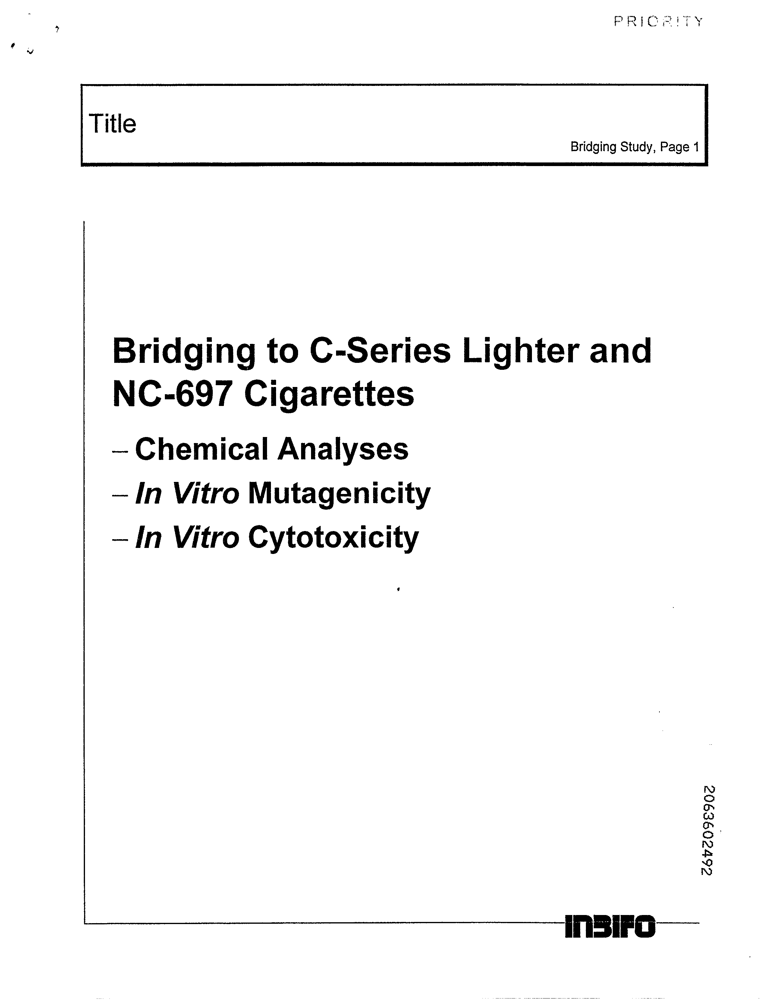 PRIORITY
Title
Bridging Study, Page 1
Bridging to C-Series Lighter and
NC-697 Cigarettes
– Chemical Analyses
– In Vitro Mutagenicity
– In Vitro Cytotoxicity
2063602492
INBIFO